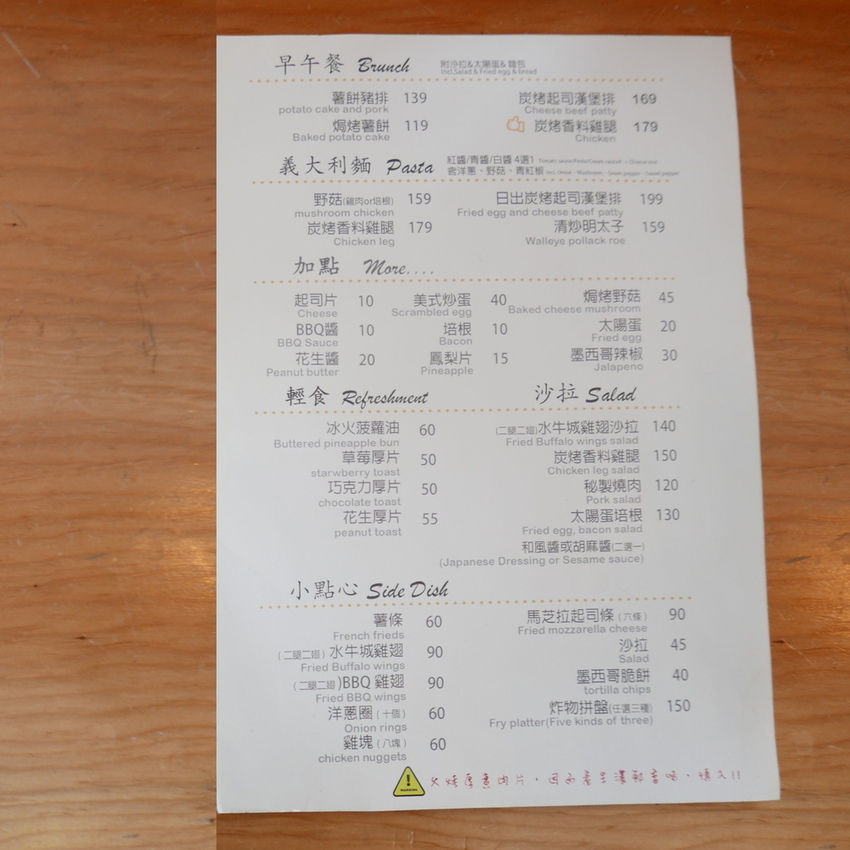 早午餐 Brunch 附沙拉&太陽蛋&麵包
Incl.Salad & Fried egg & bread
薯餅豬排 139
potato cake and pork
焗烤薯餅 119
Baked potato cake
炭烤起司漢堡排 169
Cheese beef patty
炭烤香料雞腿 179
Chicken
義大利麵 Pasta 紅醬/青醬/白醬 4選1
洋蔥、野菇、青紅椒
野菇(雞肉or培根) 159
mushroom chicken
炭烤香料雞腿 179
Chicken leg
日出炭烤起司漢堡排 199
Fried egg and cheese beef patty
清炒明太子 159
Walleye pollack roe
加點 More....
起司片 10
Cheese
BBQ醬 10
BBQ Sauce
花生醬 20
Peanut butter
美式炒蛋 40
Scrambled egg
培根 10
Bacon
鳳梨片 15
Pineapple
焗烤野菇 45
Baked cheese mushroom
太陽蛋 20
Fried egg
墨西哥辣椒 30
Jalapeno
輕食 Refreshment
冰火菠蘿油 60
Buttered pineapple bun
草莓厚片 50
starwberry toast
巧克力厚片 50
chocolate toast
花生厚片 55
peanut toast
沙拉 Salad
(二腿二翅)水牛城雞翅沙拉 140
Fried Buffalo wings salad
炭烤香料雞腿 150
Chicken leg salad
秘製燒肉 120
Pork salad
太陽蛋培根 130
Fried egg, bacon salad
和風醬或胡麻醬(二選一)
(Japanese Dressing or Sesame sauce)
小點心 Side Dish
薯條 60
French frieds
(二腿二翅) 水牛城雞翅 90
Fried Buffalo wings
(二腿二翅)BBQ 雞翅 90
Fried BBQ wings
洋蔥圈 (十個) 60
Onion rings
雞塊 (八塊) 60
chicken nuggets
馬芝拉起司條 (六條) 90
Fried mozzarella cheese
沙拉 45
Salad
墨西哥脆餅 40
tortilla chips
炸物拼盤(任選三種) 150
Fry platter(Five kinds of three)